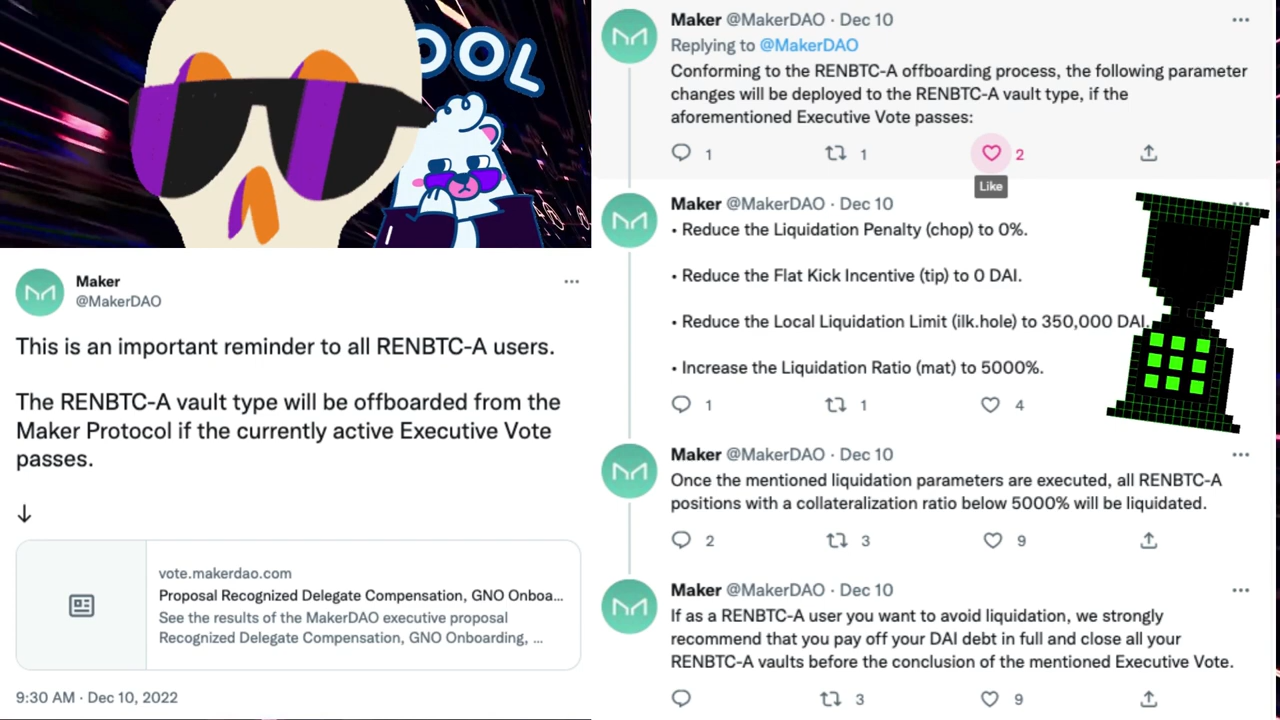 OOL
Maker
@MakerDAO
This is an important reminder to all RENBTC-A users.
The RENBTC-A vault type will be offboarded from the
Maker Protocol if the currently active Executive Vote
passes.
↓
vote.makerdao.com
Proposal Recognized Delegate Compensation, GNO Onboa...
See the results of the MakerDAO executive proposal
Recognized Delegate Compensation, GNO Onboarding, ...
9:30 AM · Dec 10, 2022
Maker @MakerDAO · Dec 10
Replying to @MakerDAO
Conforming to the RENBTC-A offboarding process, the following parameter
changes will be deployed to the RENBTC-A vault type, if the
aforementioned Executive Vote passes:
1 1 2
Like
Maker @MakerDAO · Dec 10
• Reduce the Liquidation Penalty (chop) to 0%.
• Reduce the Flat Kick Incentive (tip) to 0 DAI.
• Reduce the Local Liquidation Limit (ilk.hole) to 350,000 DAI.
• Increase the Liquidation Ratio (mat) to 5000%.
1 1 4
Maker @MakerDAO · Dec 10
Once the mentioned liquidation parameters are executed, all RENBTC-A
positions with a collateralization ratio below 5000% will be liquidated.
2 3 9
Maker @MakerDAO · Dec 10
If as a RENBTC-A user you want to avoid liquidation, we strongly
recommend that you pay off your DAI debt in full and close all your
RENBTC-A vaults before the conclusion of the mentioned Executive Vote.
3 9